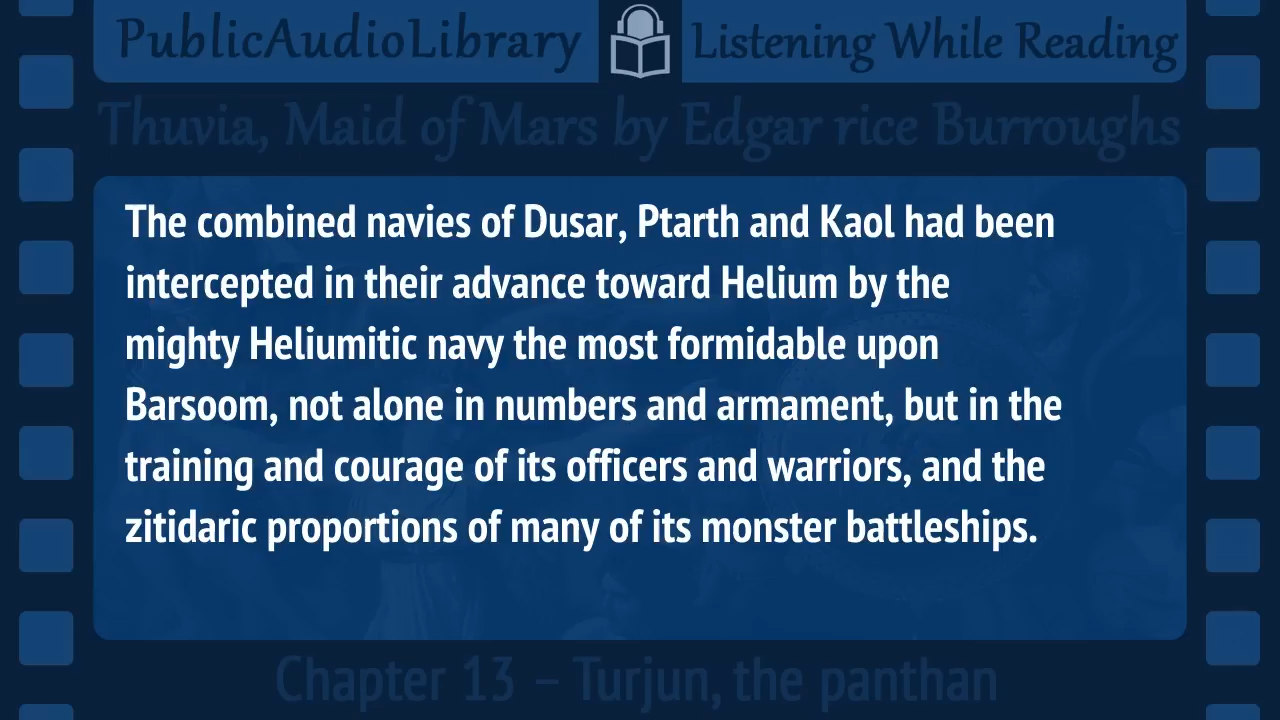 PublicAudioLibrary Listening While Reading
Thuvia, Maid of Mars by Edgar rice Burroughs
The combined navies of Dusar, Ptarth and Kaol had been
intercepted in their advance toward Helium by the
mighty Heliumitic navy the most formidable upon
Barsoom, not alone in numbers and armament, but in the
training and courage of its officers and warriors, and the
zitidaric proportions of many of its monster battleships.
Chapter 13 – Turjun, the panthan